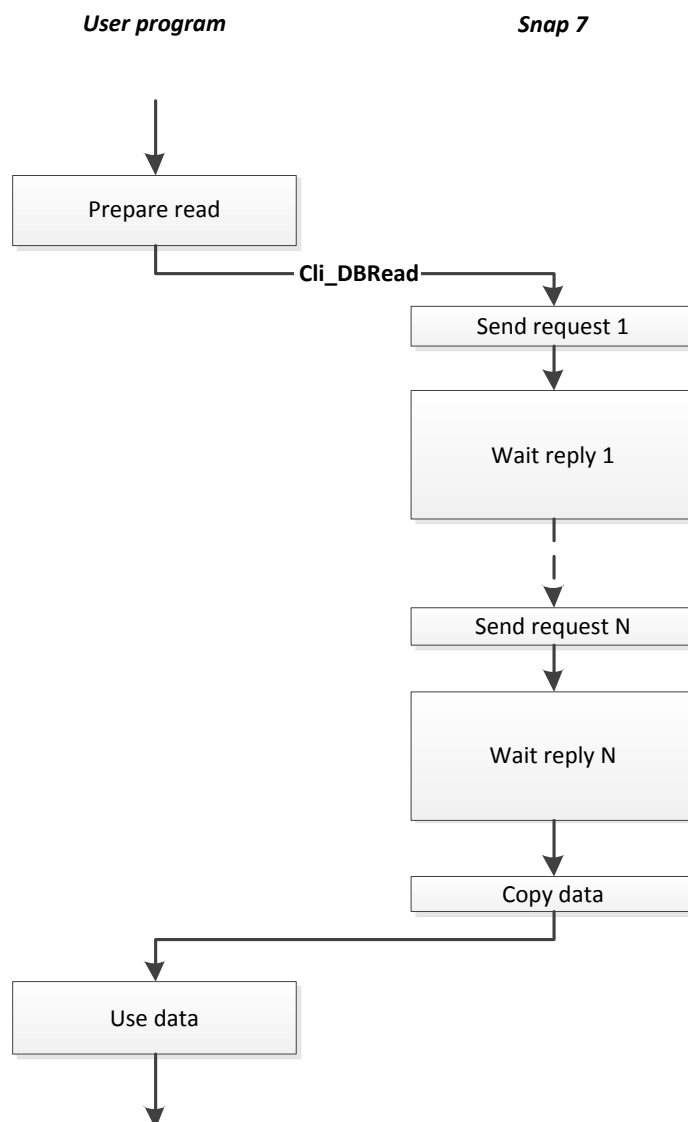 User program
Snap 7
Prepare read
Cli_DBRead
Send request 1
Wait reply 1
Send request N
Wait reply N
Copy data
Use data